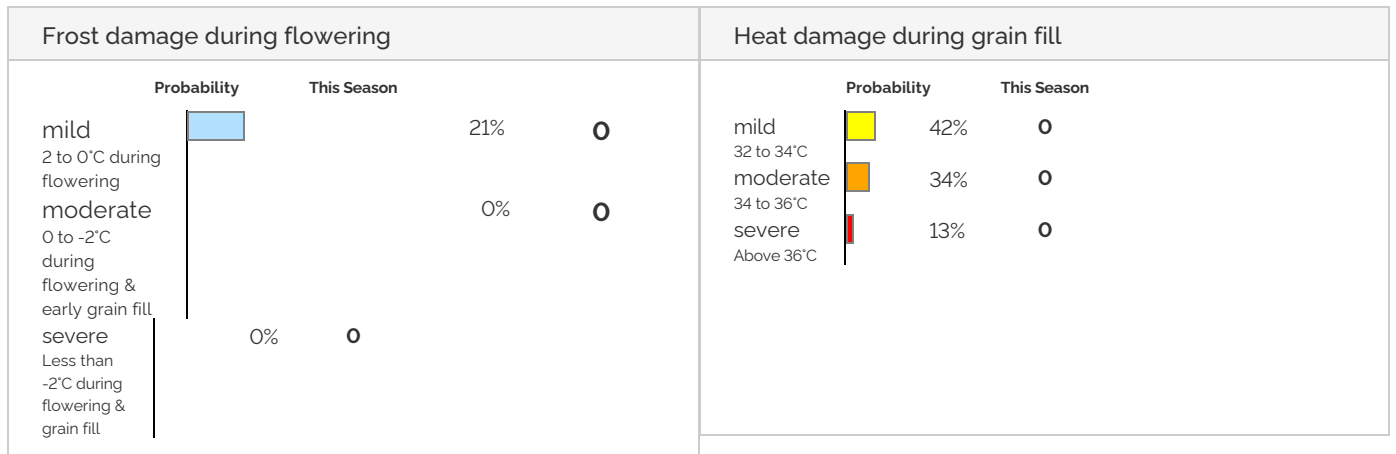 Frost damage during flowering
Probability This Season
mild 21% 0
2 to 0°C during
flowering
moderate 0% 0
0 to -2°C
during
flowering &
early grain fill
severe 0% 0
Less than
-2°C during
flowering &
grain fill
Heat damage during grain fill
Probability This Season
mild 42% 0
32 to 34°C
moderate 34% 0
34 to 36°C
severe 13% 0
Above 36°C